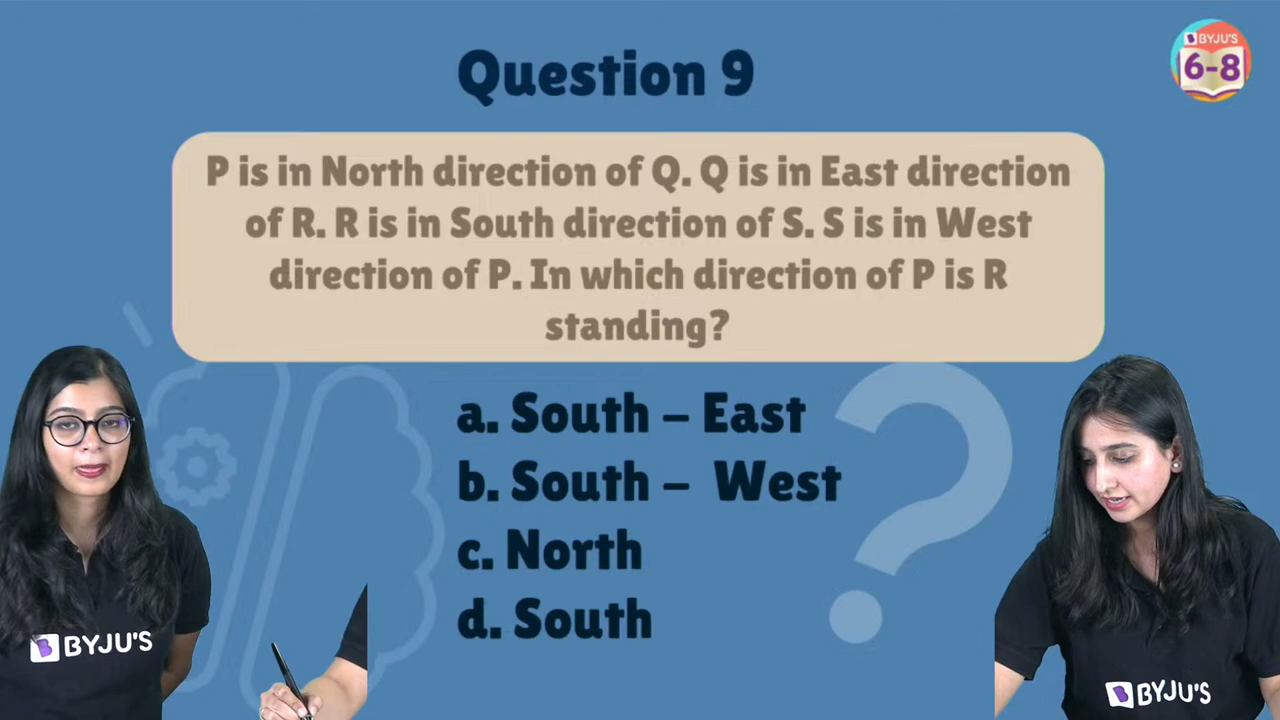 BYJU'S
6-8
Question 9
P is in North direction of Q. Q is in East direction
of R. R is in South direction of S. S is in West
direction of P. In which direction of P is R
standing?
a. South – East
b. South – West
c. North
d. South
BYJU'S
BYJU'S